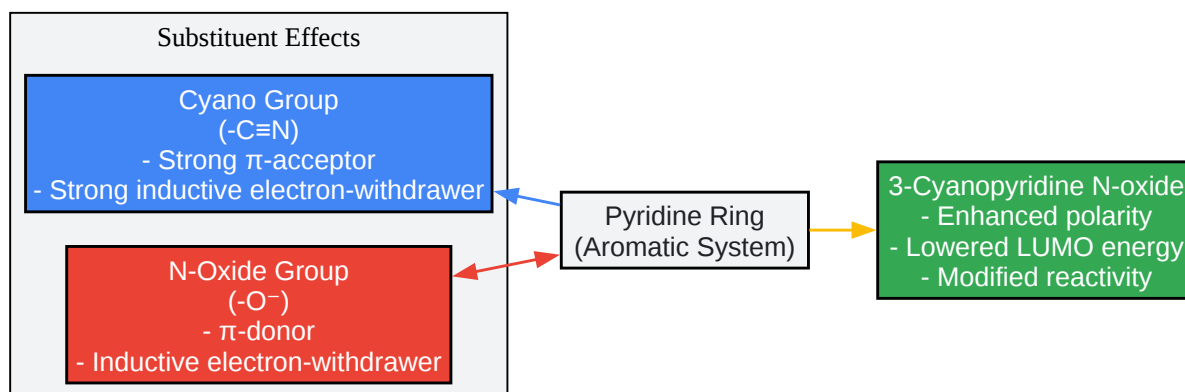 Substituent Effects
Cyano Group
(-C≡N)
- Strong π-acceptor
- Strong inductive electron-withdrawer
N-Oxide Group
(-O⁻)
- π-donor
- Inductive electron-withdrawer
Pyridine Ring
(Aromatic System)
3-Cyanopyridine N-oxide
- Enhanced polarity
- Lowered LUMO energy
- Modified reactivity